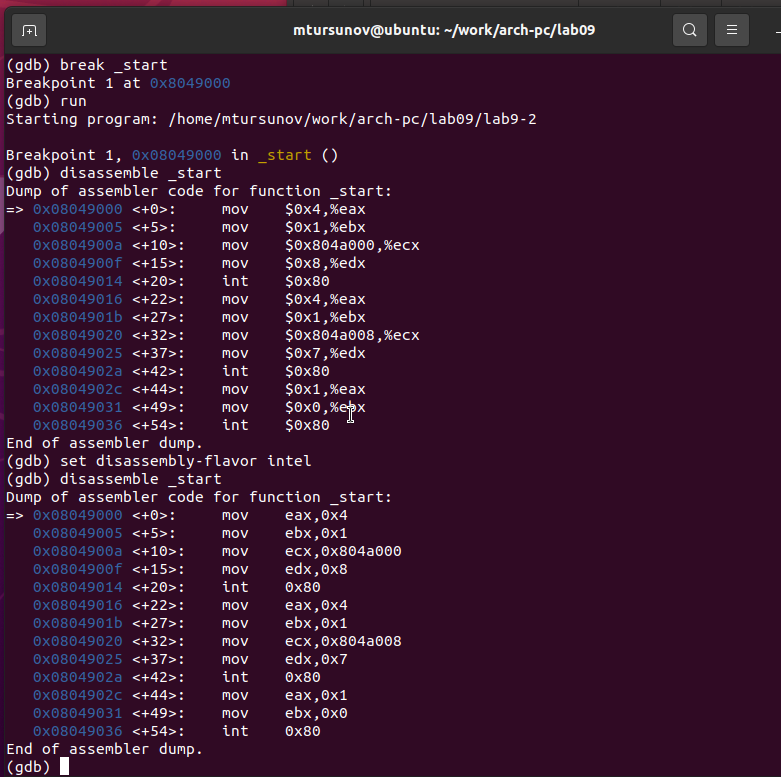 mtursunov@ubuntu: ~/work/arch-pc/lab09
(gdb) break _start
Breakpoint 1 at 0x8049000
(gdb) run
Starting program: /home/mtursunov/work/arch-pc/lab09/lab9-2
Breakpoint 1, 0x08049000 in _start ()
(gdb) disassemble _start
Dump of assembler code for function _start:
=> 0x08049000 <+0>:     mov    $0x4,%eax
   0x08049005 <+5>:     mov    $0x1,%ebx
   0x0804900a <+10>:    mov    $0x804a000,%ecx
   0x0804900f <+15>:    mov    $0x8,%edx
   0x08049014 <+20>:    int    $0x80
   0x08049016 <+22>:    mov    $0x4,%eax
   0x0804901b <+27>:    mov    $0x1,%ebx
   0x08049020 <+32>:    mov    $0x804a008,%ecx
   0x08049025 <+37>:    mov    $0x7,%edx
   0x0804902a <+42>:    int    $0x80
   0x0804902c <+44>:    mov    $0x1,%eax
   0x08049031 <+49>:    mov    $0x0,%ebx
   0x08049036 <+54>:    int    $0x80
End of assembler dump.
(gdb) set disassembly-flavor intel
(gdb) disassemble _start
Dump of assembler code for function _start:
=> 0x08049000 <+0>:     mov    eax,0x4
   0x08049005 <+5>:     mov    ebx,0x1
   0x0804900a <+10>:    mov    ecx,0x804a000
   0x0804900f <+15>:    mov    edx,0x8
   0x08049014 <+20>:    int    0x80
   0x08049016 <+22>:    mov    eax,0x4
   0x0804901b <+27>:    mov    ebx,0x1
   0x08049020 <+32>:    mov    ecx,0x804a008
   0x08049025 <+37>:    mov    edx,0x7
   0x0804902a <+42>:    int    0x80
   0x0804902c <+44>:    mov    eax,0x1
   0x08049031 <+49>:    mov    ebx,0x0
   0x08049036 <+54>:    int    0x80
End of assembler dump.
(gdb)